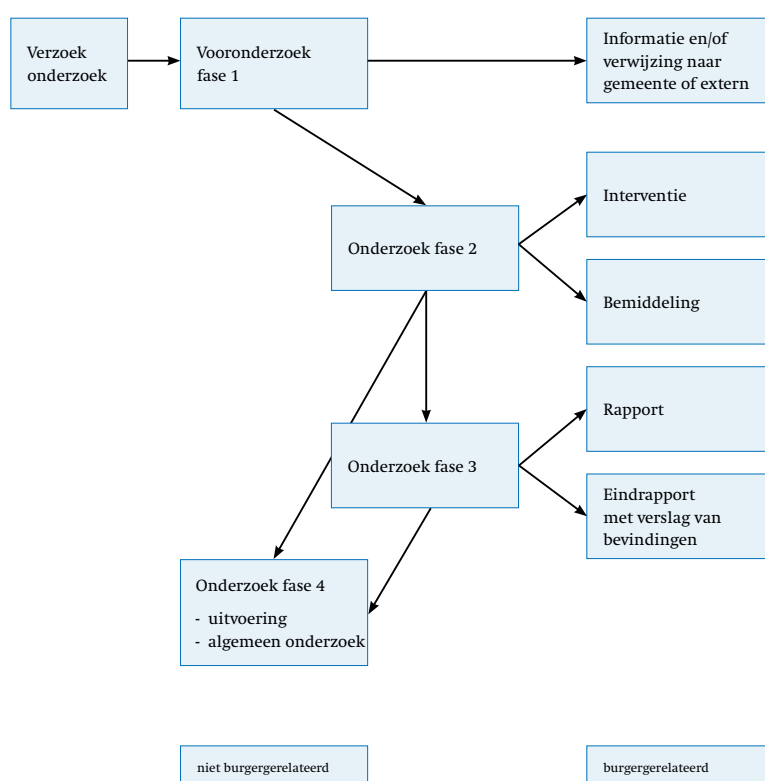 Verzoek
onderzoek
Vooronderzoek
fase 1
Informatie en/of
verwijzing naar
gemeente of extern
Interventie
Onderzoek fase 2
Bemiddeling
Rapport
Onderzoek fase 3
Eindrapport
met verslag van
bevindingen
Onderzoek fase 4
- uitvoering
- algemeen onderzoek
niet burgergerelateerd
burgergerelateerd